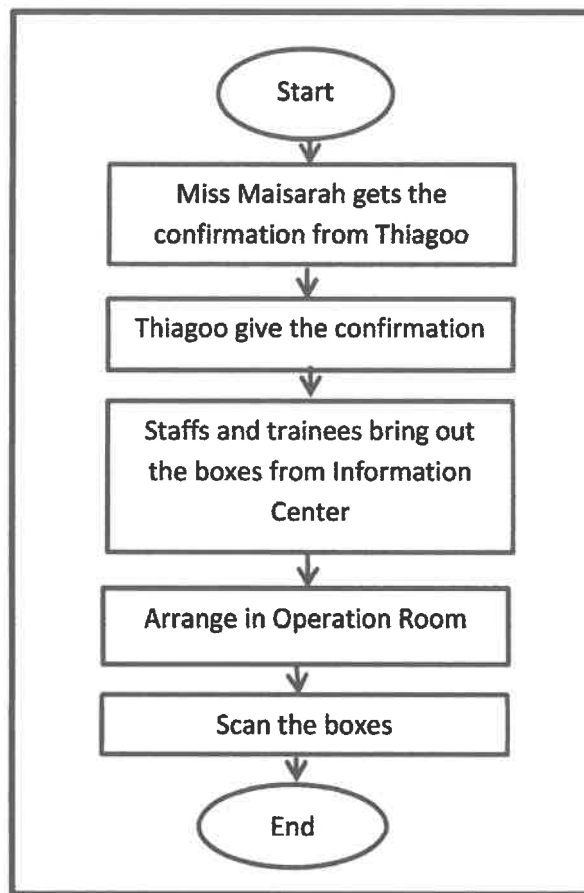 Start
Miss Maisarah gets the
confirmation from Thiagoo
Thiagoo give the confirmation
Staffs and trainees bring out
the boxes from Information
Center
Arrange in Operation Room
Scan the boxes
End